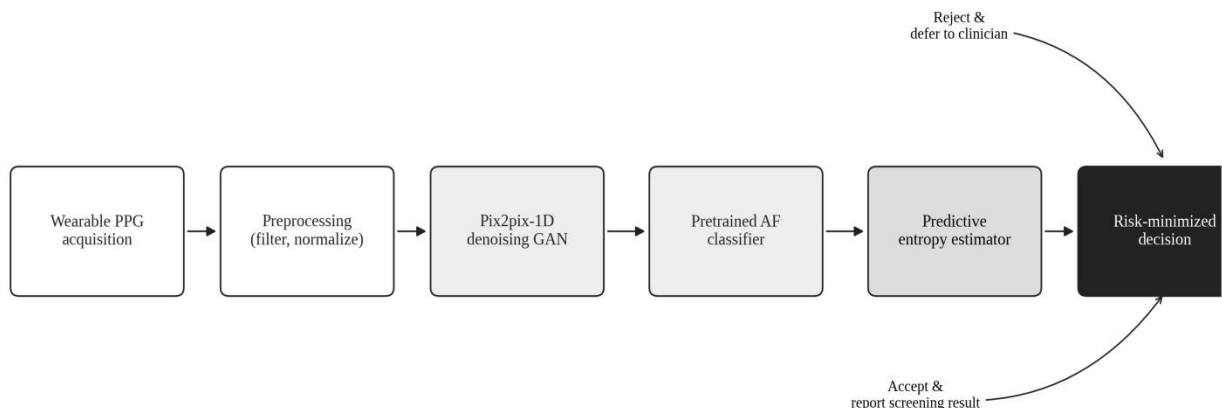 Reject &
defer to clinician
Wearable PPG
acquisition
Preprocessing
(filter, normalize)
Pix2pix-1D
denoising GAN
Pretrained AF
classifier
Predictive
entropy estimator
Risk-minimized
decision
Accept &
report screening result